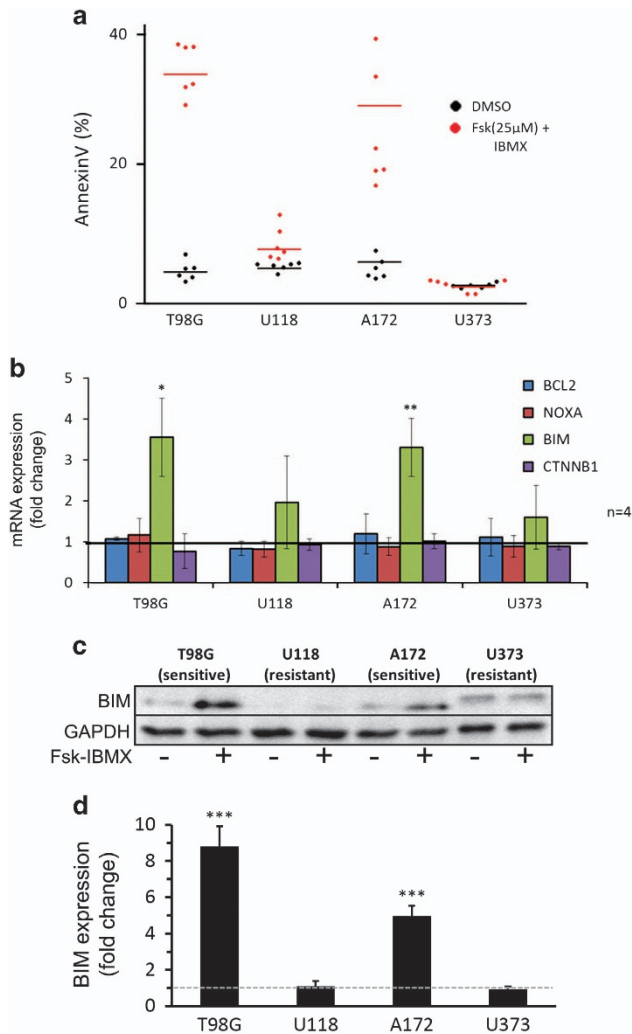 a
AnnexinV (%)
40
20
0
DMSO
Fsk(25µM) +
IBMX
T98G U118 A172 U373
b
mRNA expression
(fold change)
5
4
3
2
1
0
*
**
BCL2
NOXA
BIM
CTNNB1
n=4
T98G U118 A172 U373
c
T98G U118 A172 U373
(sensitive) (resistant) (sensitive) (resistant)
BIM
GAPDH
Fsk-IBMX - + - + - + - +
d
BIM expression
(fold change)
10
8
6
4
2
0
***
***
T98G U118 A172 U373